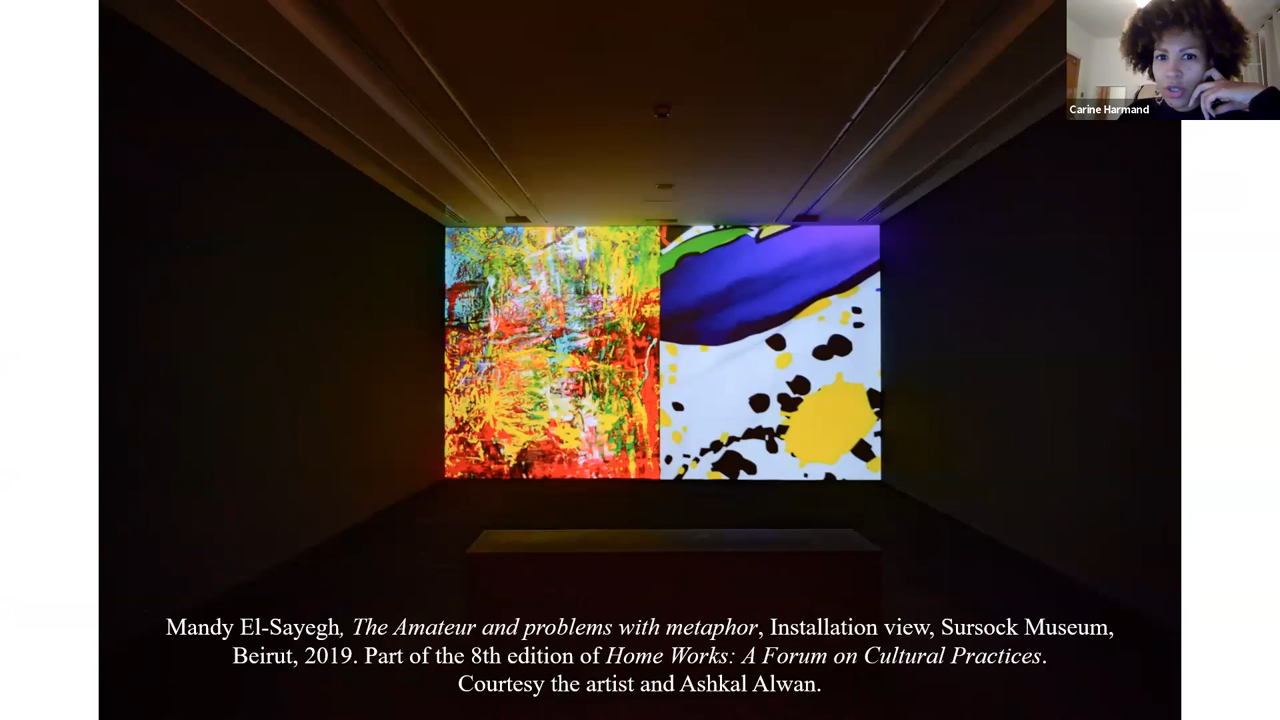 Carine Harmand
Mandy El-Sayegh, The Amateur and problems with metaphor, Installation view, Sursock Museum,
Beirut, 2019. Part of the 8th edition of Home Works: A Forum on Cultural Practices.
Courtesy the artist and Ashkal Alwan.